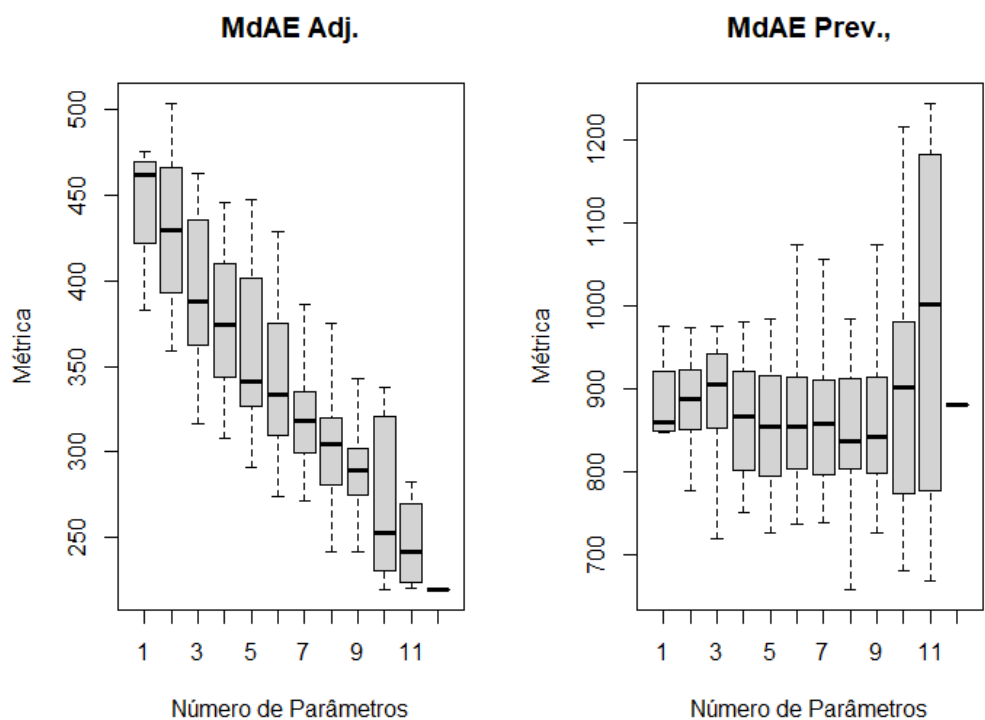 MdAE Adj.
Métrica
500
450
400
350
300
250
1 3 5 7 9 11
Número de Parâmetros
MdAE Prev.,
Métrica
1200
1100
1000
900
800
700
1 3 5 7 9 11
Número de Parâmetros